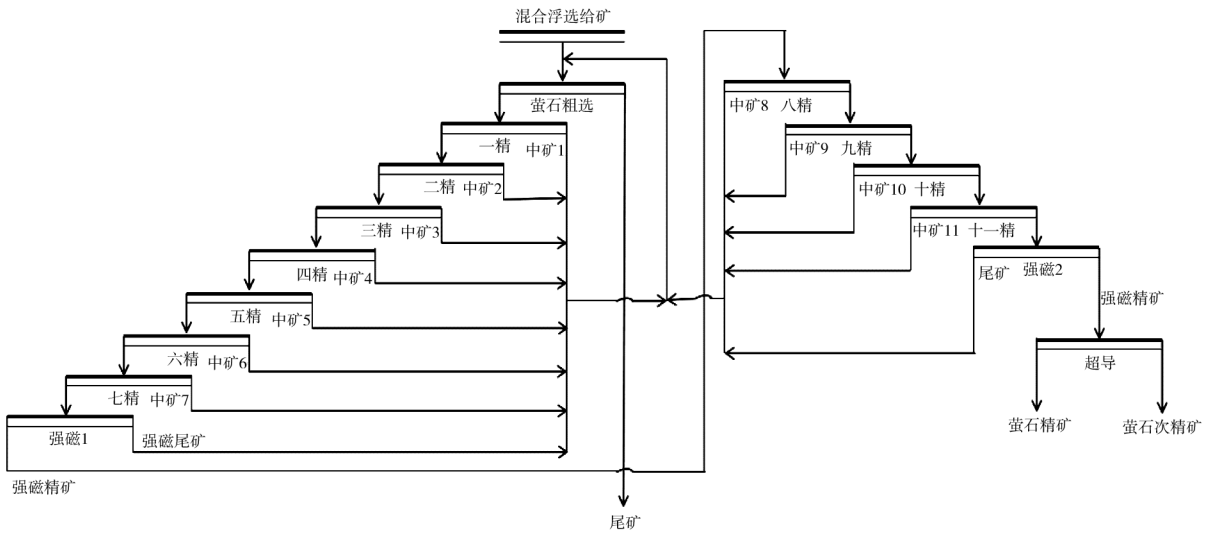 混合浮选给矿
萤石粗选
一精 中矿1
二精 中矿2
三精 中矿3
四精 中矿4
五精 中矿5
六精 中矿6
七精 中矿7
强磁1
强磁尾矿
强磁精矿
尾矿
中矿8 八精
中矿9 九精
中矿10 十精
中矿11 十一精
尾矿 强磁2
强磁精矿
超导
萤石精矿
萤石次精矿